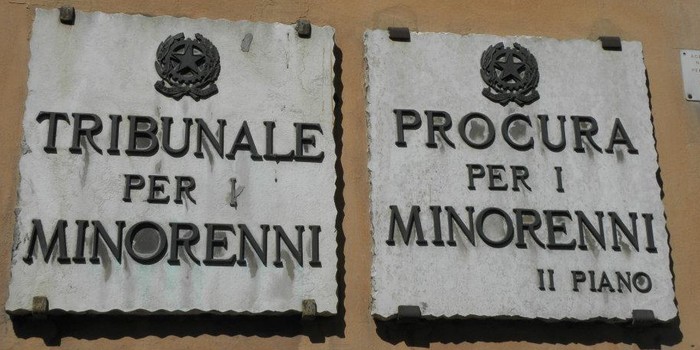 TRIBUNALE
PER I
MINORENNI
PROCURA
PER I
MINORENNI
II PIANO